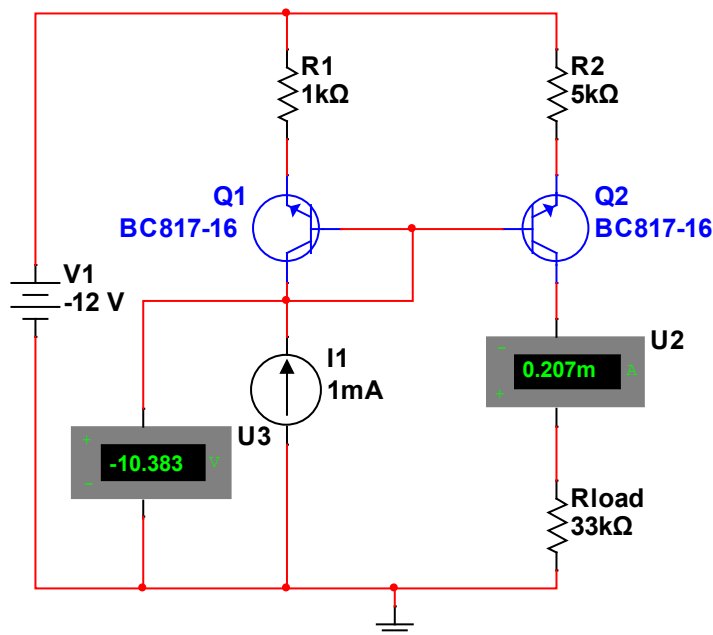 R1
1kΩ
R2
5kΩ
Q1
BC817-16
Q2
BC817-16
V1
-12 V
I1
1mA
U2
0.207m A
U3
-10.383 V
Rload
33kΩ